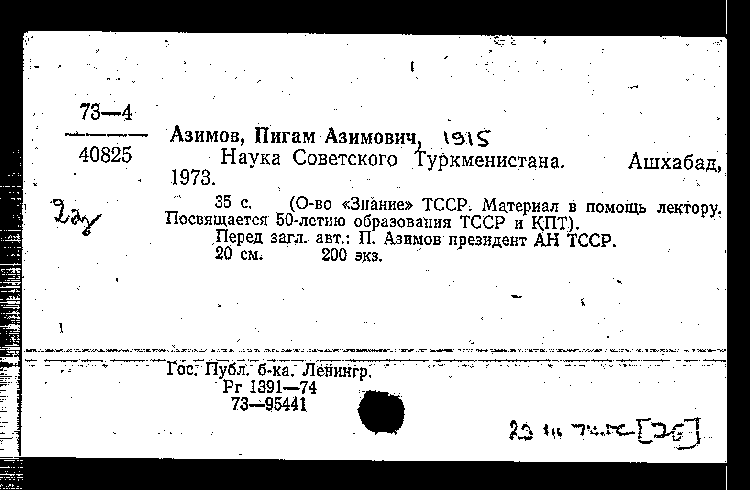 73—4
40825
Азимов, Пигам Азимович, 1915
Наука Советского Туркменистана. Ашхабад,
1973.
35 с. (О-во «Знание» ТССР. Материал в помощь лектору.
Посвящается 50-летию образования ТССР и КПТ).
Перед загл. авт.: П. Азимов президент АН ТССР.
20 см. 200 экз.
Гос. Публ. б-ка. Ленингр.
Рг 1391—74
73—95441